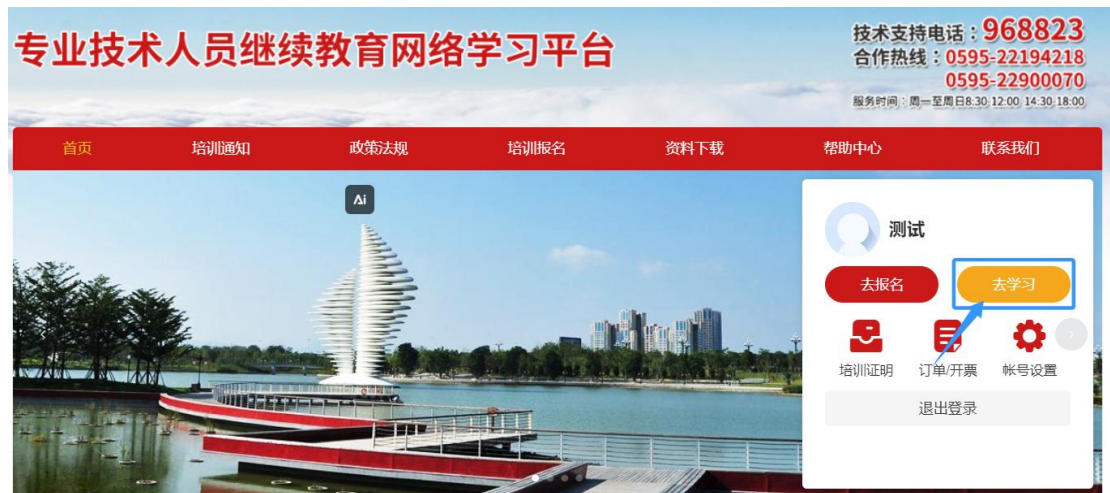 专业技术人员继续教育网络学习平台
技术支持电话：968823
合作热线：0595-22194218
0595-22900070
服务时间：周一至周日8:30-12:00 14:30-18:00
首页 培训通知 政策法规 培训报名 资料下载 帮助中心 联系我们
Ai
测试
去报名 去学习
培训证明 订单/开票 帐号设置
退出登录